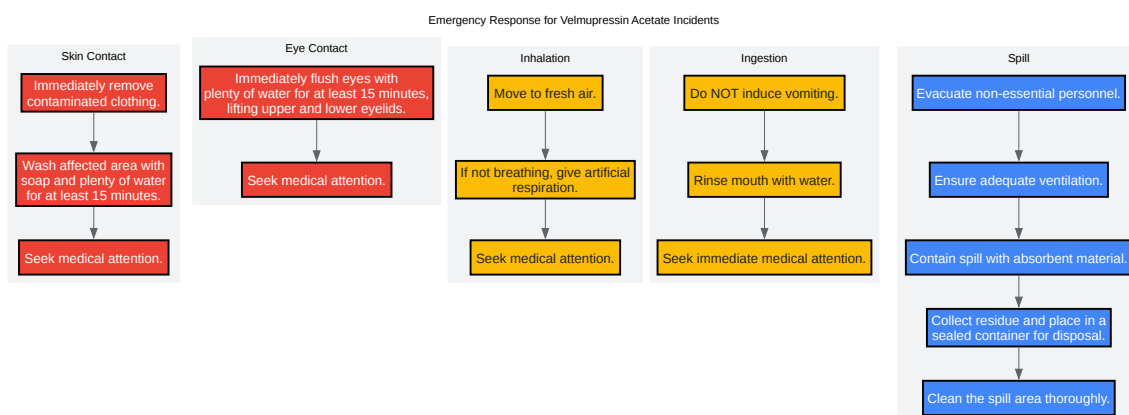 Emergency Response for Velmupressin Acetate Incidents
Skin Contact
Immediately remove
contaminated clothing.
Wash affected area with
soap and plenty of water
for at least 15 minutes.
Seek medical attention.
Eye Contact
Immediately flush eyes with
plenty of water for at least 15 minutes,
lifting upper and lower eyelids.
Seek medical attention.
Inhalation
Move to fresh air.
If not breathing, give artificial
respiration.
Seek medical attention.
Ingestion
Do NOT induce vomiting.
Rinse mouth with water.
Seek immediate medical attention.
Spill
Evacuate non-essential personnel.
Ensure adequate ventilation.
Contain spill with absorbent material.
Collect residue and place in a
sealed container for disposal.
Clean the spill area thoroughly.